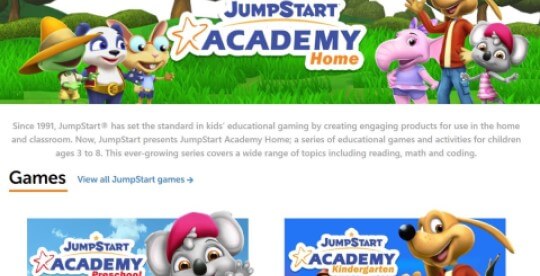 JUMPSTART
ACADEMY
Home
Since 1991, JumpStart® has set the standard in kids' educational gaming by creating engaging products for use in the home
and classroom. Now, JumpStart presents JumpStart Academy Home; a series of educational games and activities for children
ages 3 to 8. This ever-growing series covers a wide range of topics including reading, math and coding.
Games View all JumpStart games →
JUMPSTART JUMPSTART
ACADEMY ACADEMY
Preschool Kindergarten